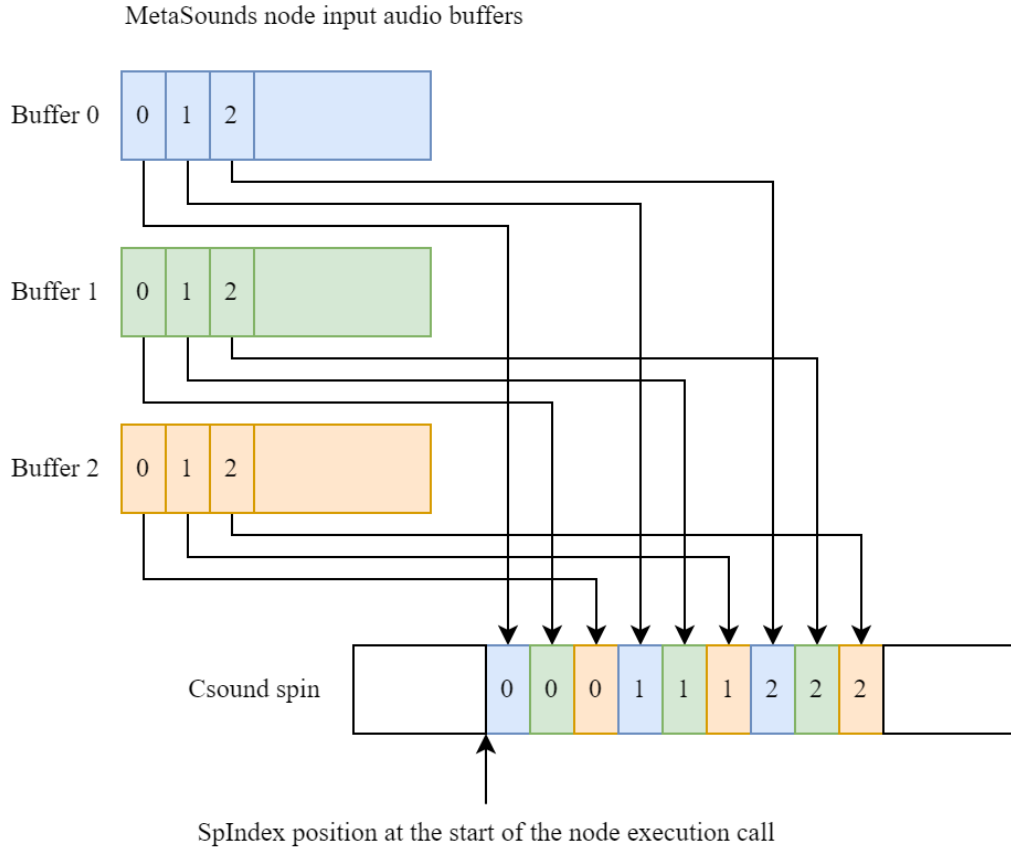 MetaSounds node input audio buffers
Buffer 0 0 1 2
Buffer 1 0 1 2
Buffer 2 0 1 2
Csound spin 0 0 0 1 1 1 2 2 2
SpIndex position at the start of the node execution call